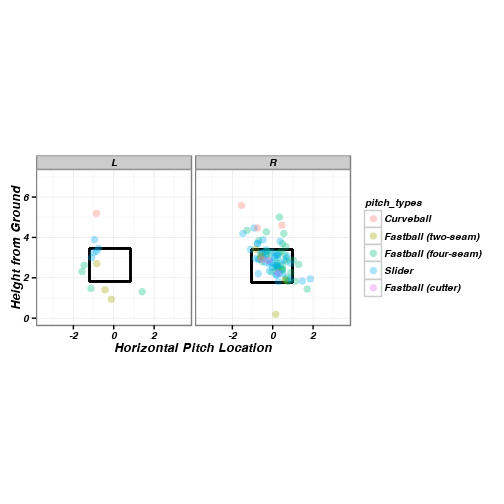 L
R
Height from Ground
6
4
2
0
-2
0
2
-2
0
2
Horizontal Pitch Location
pitch_types
Curveball
Fastball (two-seam)
Fastball (four-seam)
Slider
Fastball (cutter)